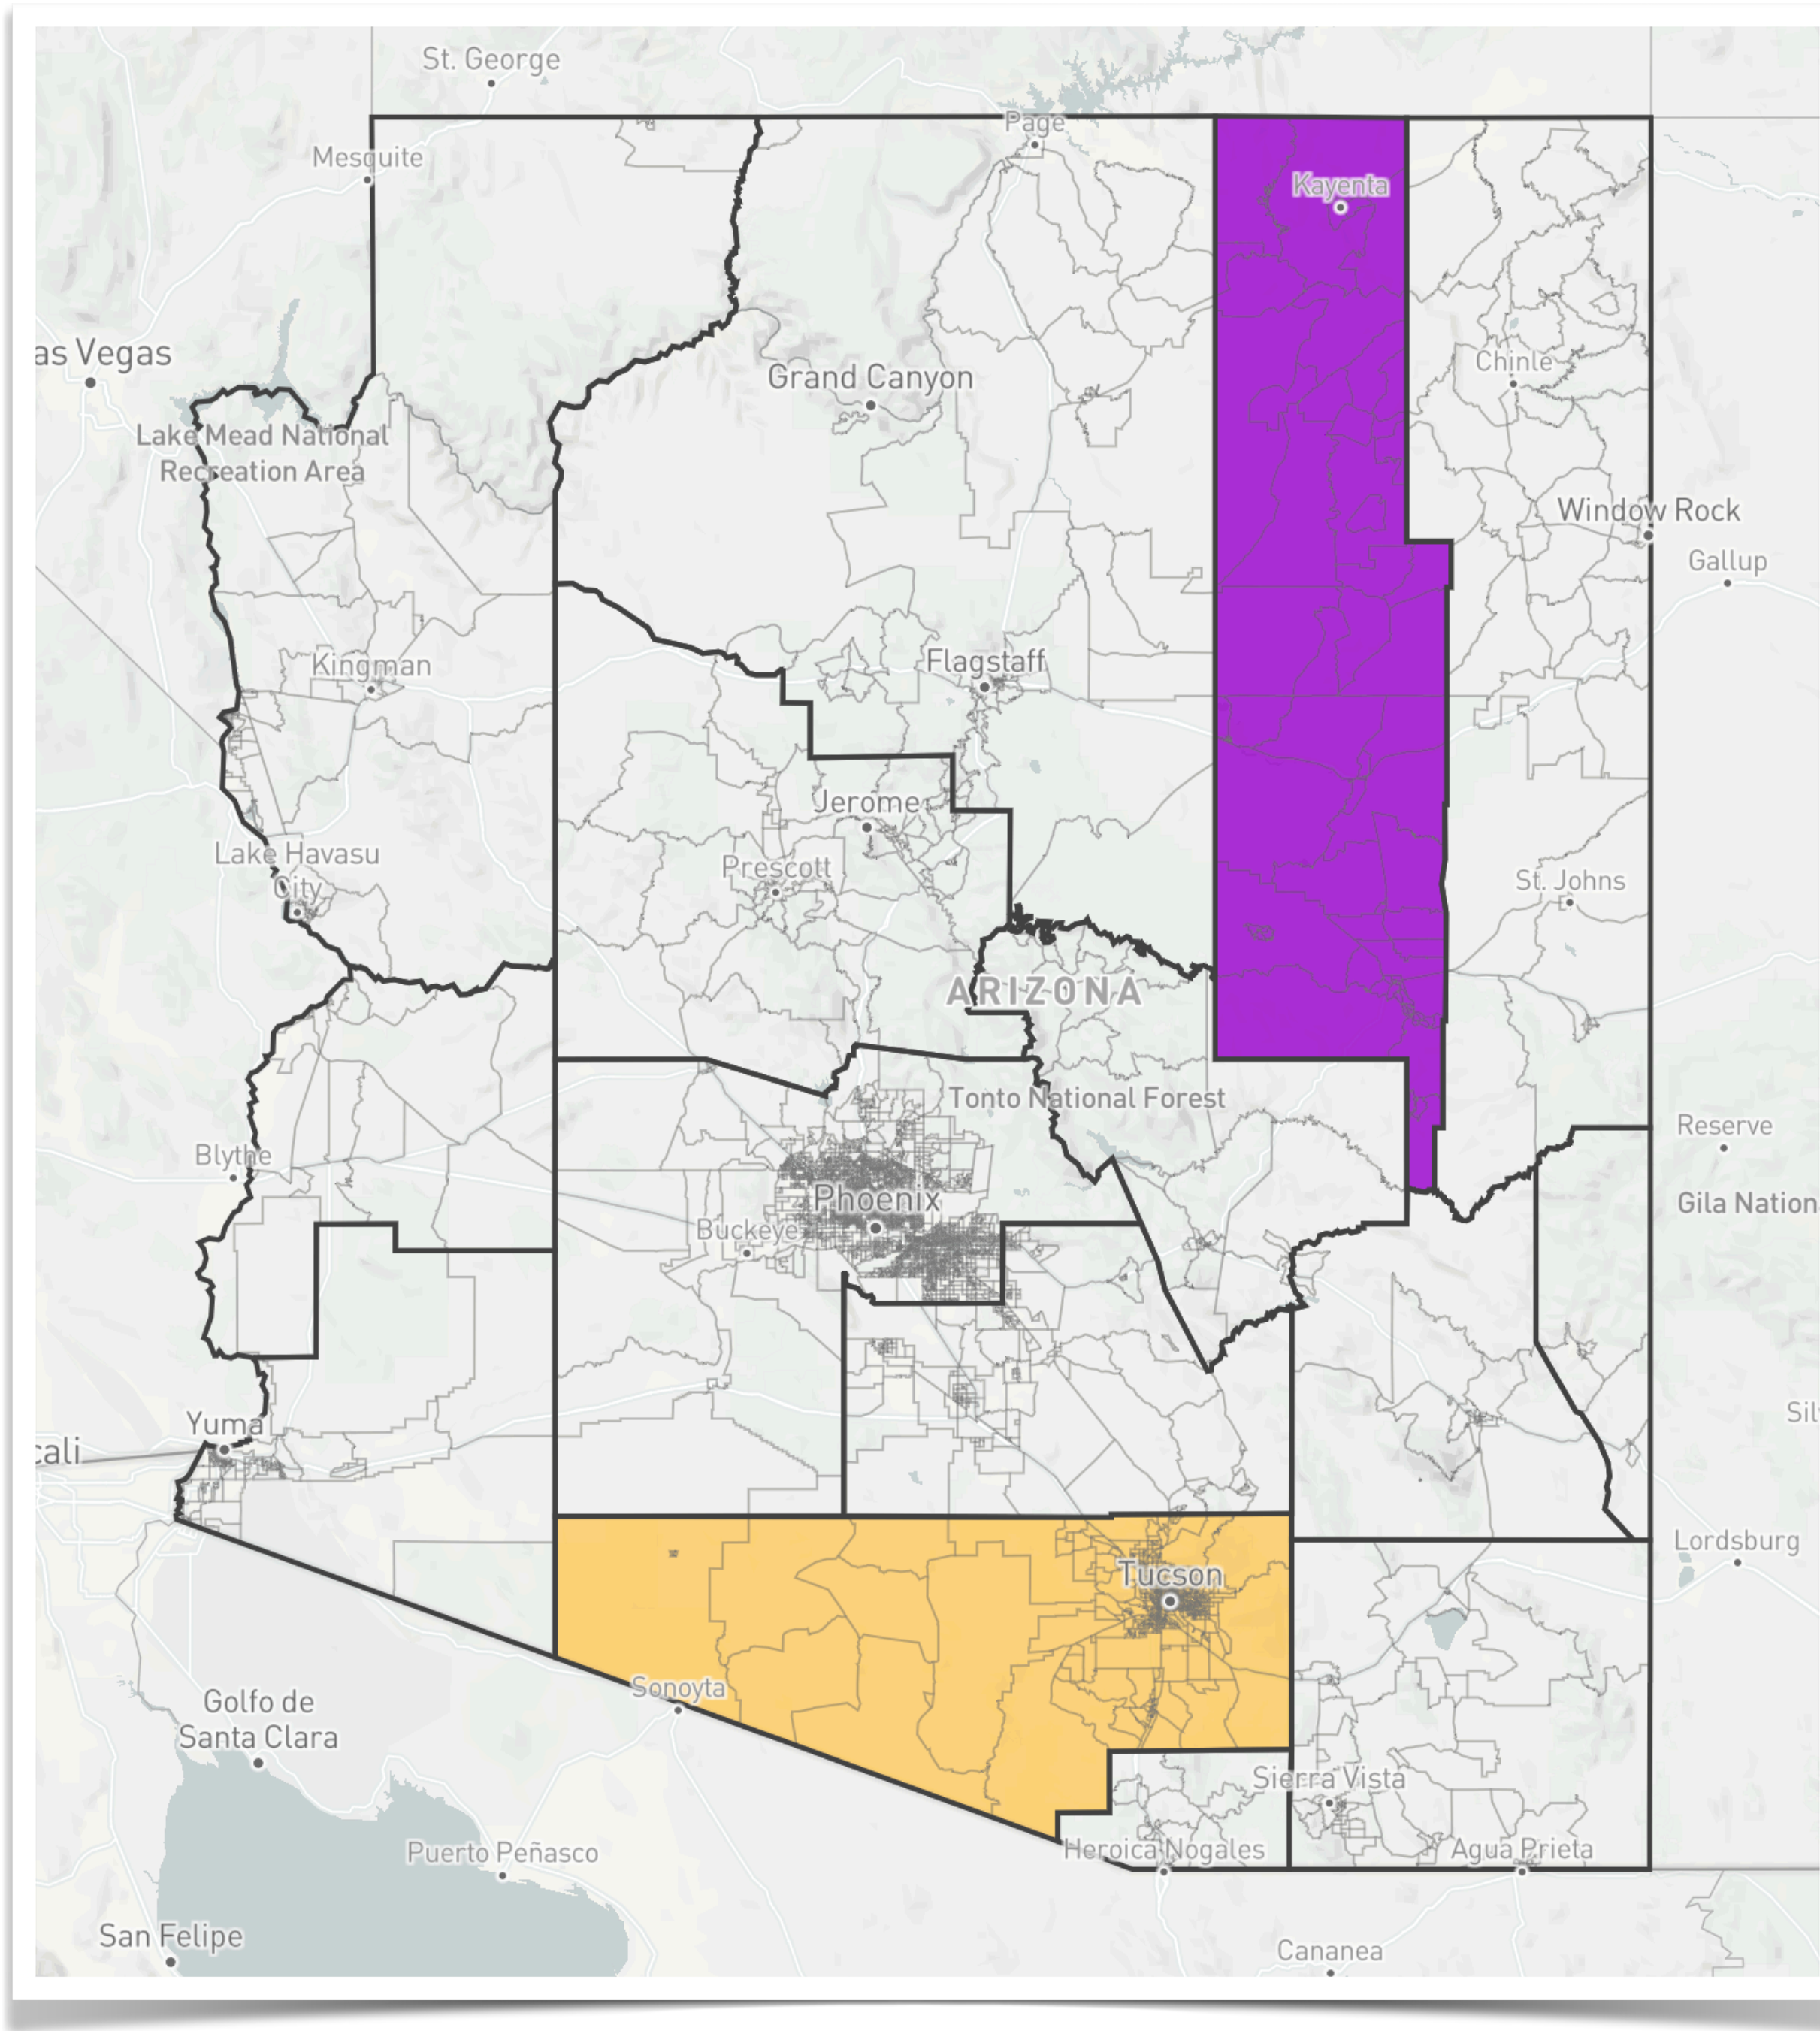 St. George
Page
Mesquite
Kayenta
as Vegas
Grand Canyon
Chinle
Lake Mead National
Recreation Area
Window Rock
Gallup
Kingman
Flagstaff
Jerome
Lake Havasu
City
Prescott
St. Johns
ARIZONA
Tonto National Forest
Reserve
Blythe
Phoenix
Buckeye
Gila Nation
Yuma
Sil
cali
Lordsburg
Tucson
Sonoyta
Golfo de
Santa Clara
Sierra Vista
Puerto Peñasco
Heroica Nogales
Agua Prieta
San Felipe
Cananea